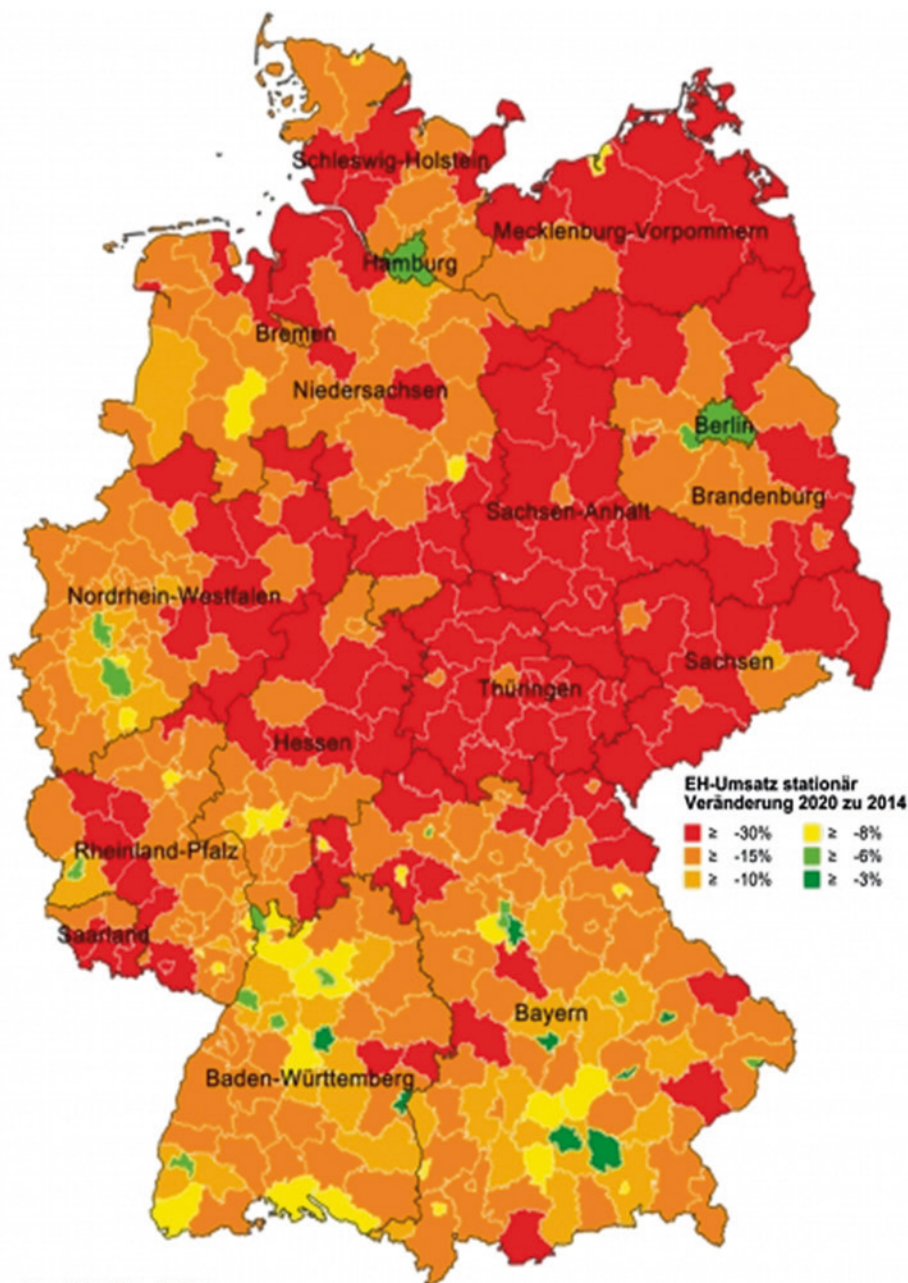 Schleswig-Holstein
Mecklenburg-Vorpommern
Hamburg
Bremen
Niedersachsen
Berlin
Brandenburg
Sachsen-Anhalt
Nordrhein-Westfalen
Sachsen
Thüringen
Hessen
Rheinland-Pfalz
Saarland
Bayern
Baden-Württemberg
EH-Umsatz stationär
Veränderung 2020 zu 2014
≥ -30% ≥ -8%
≥ -15% ≥ -6%
≥ -10% ≥ -3%